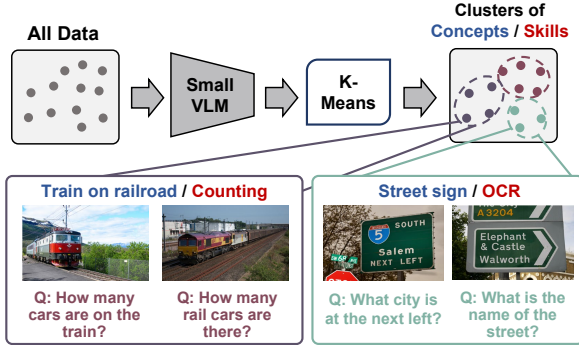 All Data
Small
VLM
K-
Means
Clusters of
Concepts / Skills
Train on railroad / Counting
Q: How many
cars are on the
train?
Q: How many
rail cars are
there?
Street sign / OCR
SOUTH
5
Salem
NEXT LEFT
A3204
Elephant
& Castle
Walworth
Q: What city is
at the next left?
Q: What is the
name of the
street?